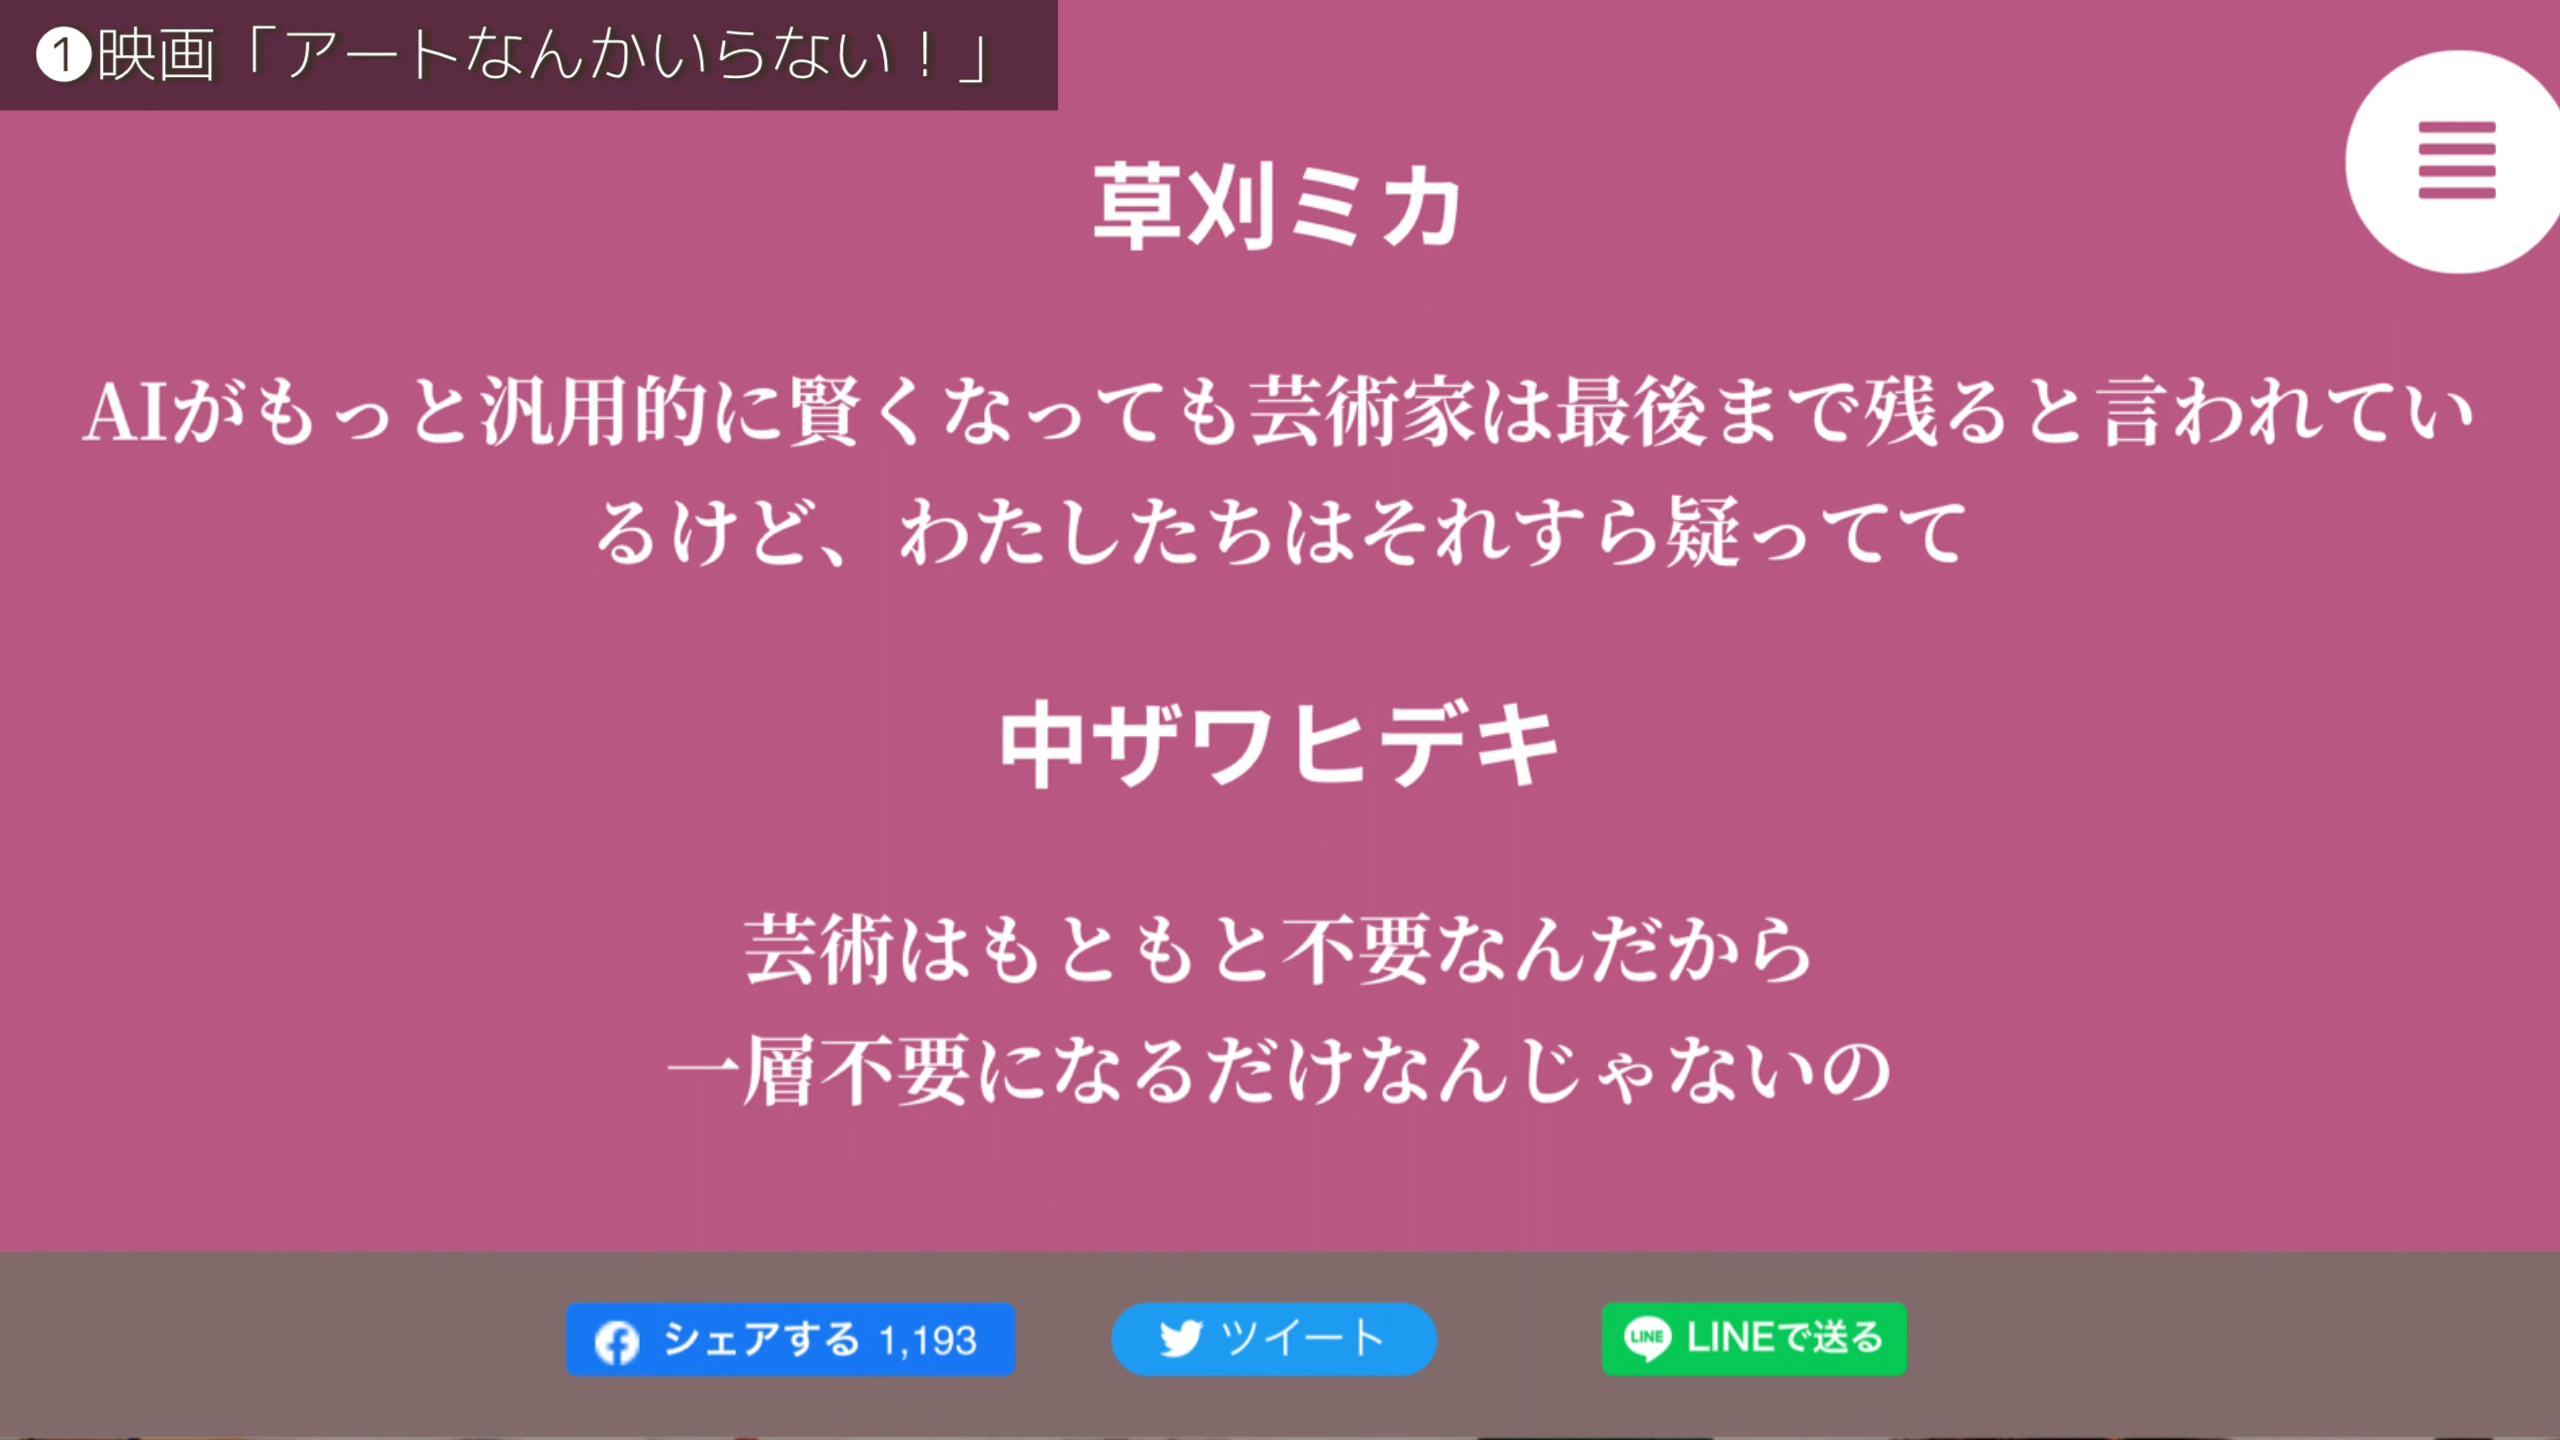 ❶映画「アートなんかいらない！」
草刈ミカ
AIがもっと汎用的に賢くなっても芸術家は最後まで残ると言われてい
るけど、わたしたちはそれすら疑ってて
中ザワヒデキ
芸術はもともと不要なんだから
一層不要になるだけなんじゃないの
シェアする 1,193
ツイート
LINE LINEで送る